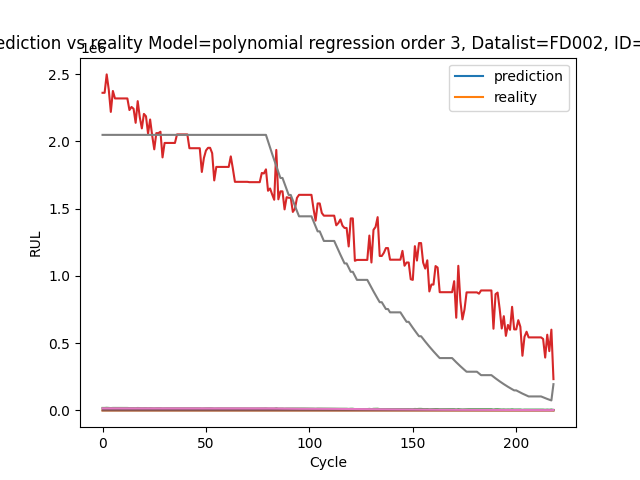 ediction vs reality Model=polynomial regression order 3, Datalist=FD002, ID=
1e6
2.5
2.0
1.5
1.0
0.5
0.0
RUL
prediction
reality
0 50 100 150 200
Cycle